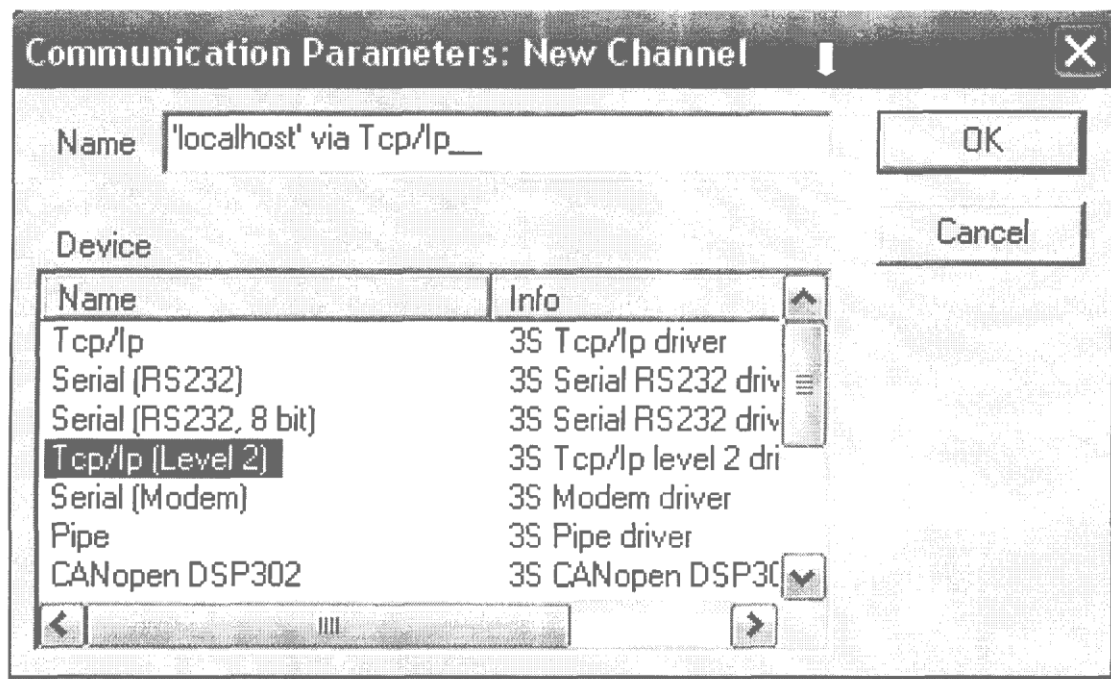 Communication Parameters: New Channel
Name 'localhost' via Tcp/Ip__
OK
Cancel
Device
Name Info
Tcp/Ip 3S Tcp/Ip driver
Serial (RS232) 3S Serial RS232 driv
Serial (RS232, 8 bit) 3S Serial RS232 driv
Tcp/Ip (Level 2) 3S Tcp/Ip level 2 dri
Serial (Modem) 3S Modem driver
Pipe 3S Pipe driver
CANopen DSP302 3S CANopen DSP30